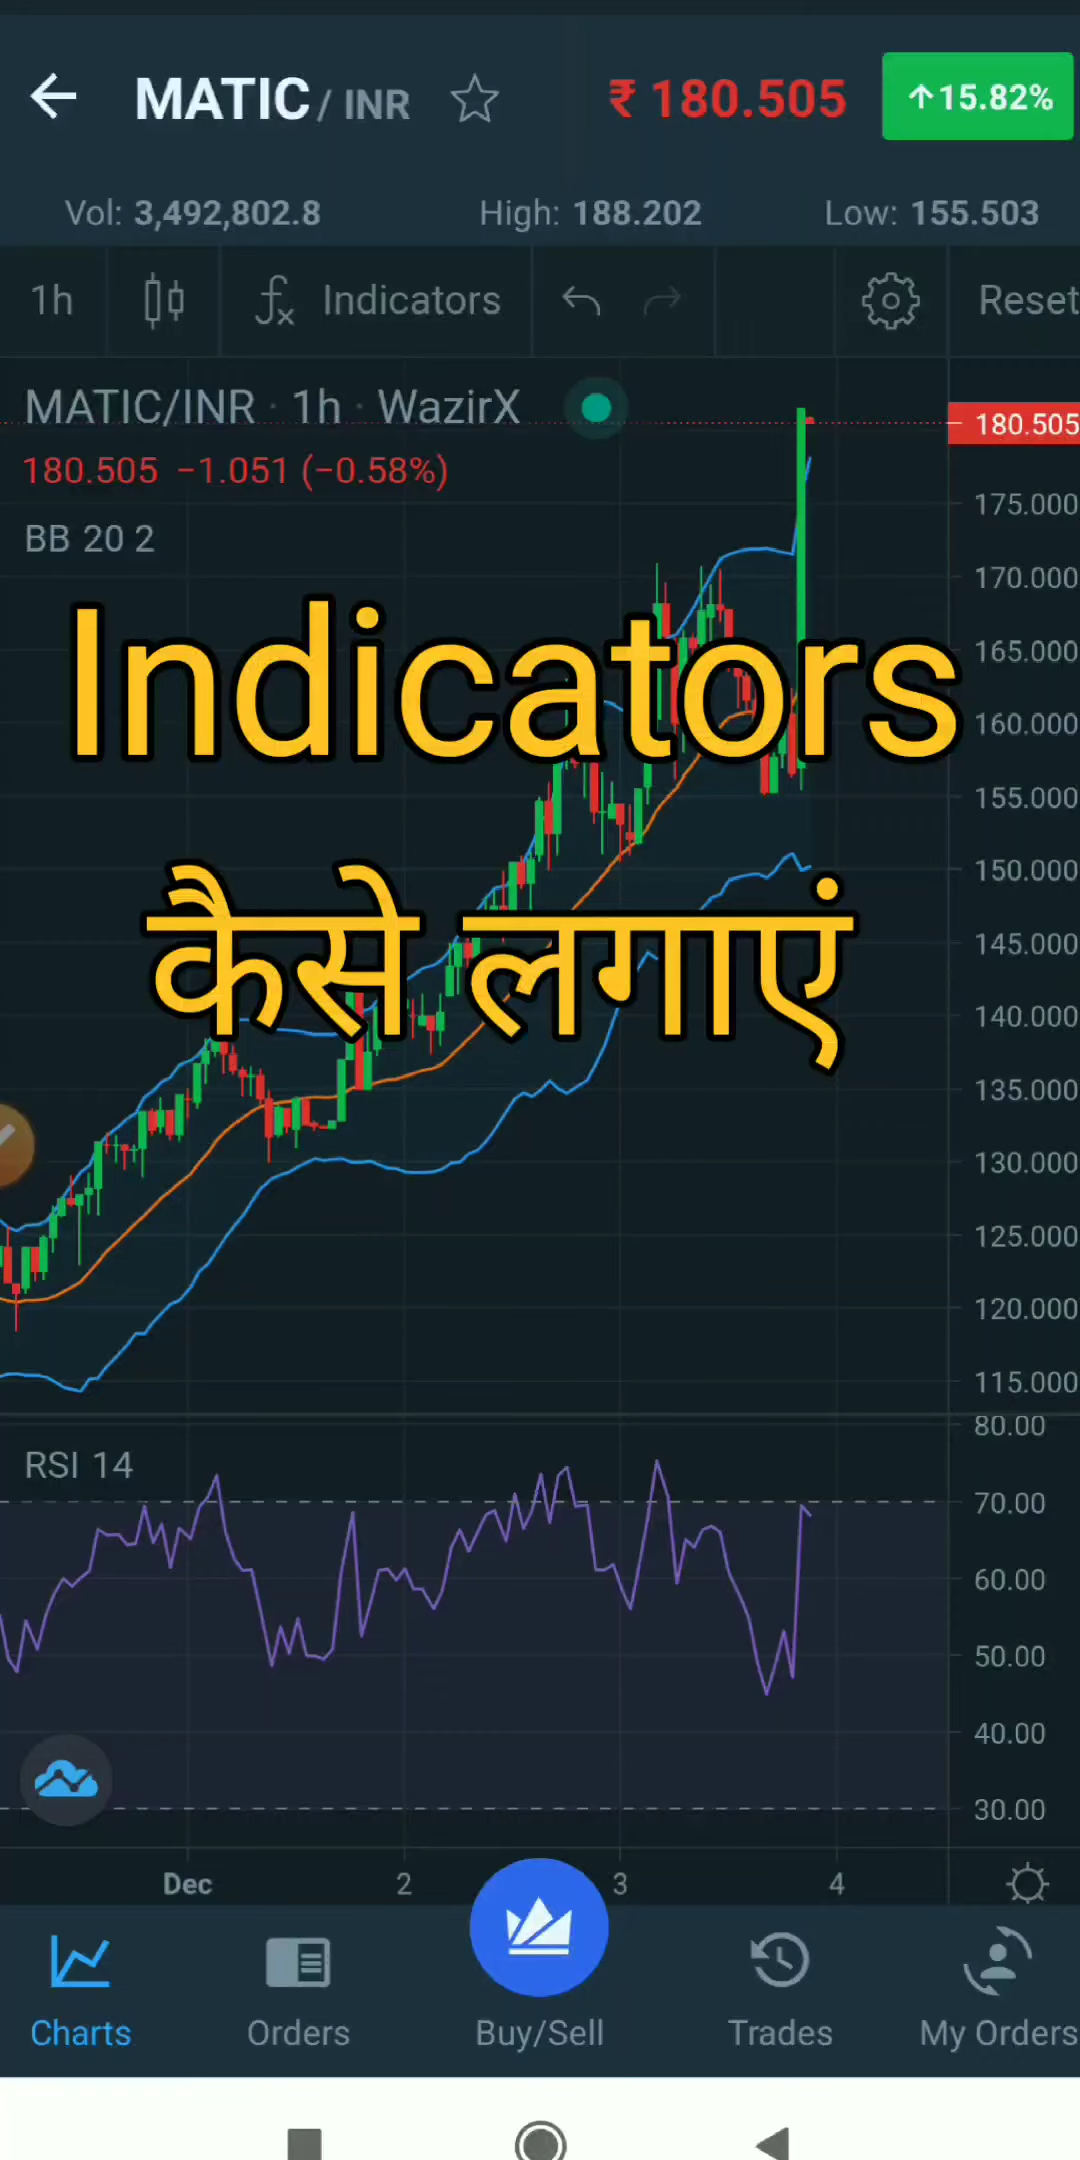 MATIC / INR ₹ 180.505 ↑15.82%
Vol: 3,492,802.8 High: 188.202 Low: 155.503
1h Indicators Reset
MATIC/INR · 1h · WazirX
180.505
180.505 −1.051 (−0.58%)
BB 20 2
175.000
170.000
Indicators
165.000
160.000
155.000
150.000
कैसे लगाएं
145.000
140.000
135.000
130.000
125.000
120.000
115.000
80.00
RSI 14
70.00
60.00
50.00
40.00
30.00
Dec 2 3 4
Charts Orders Buy/Sell Trades My Orders